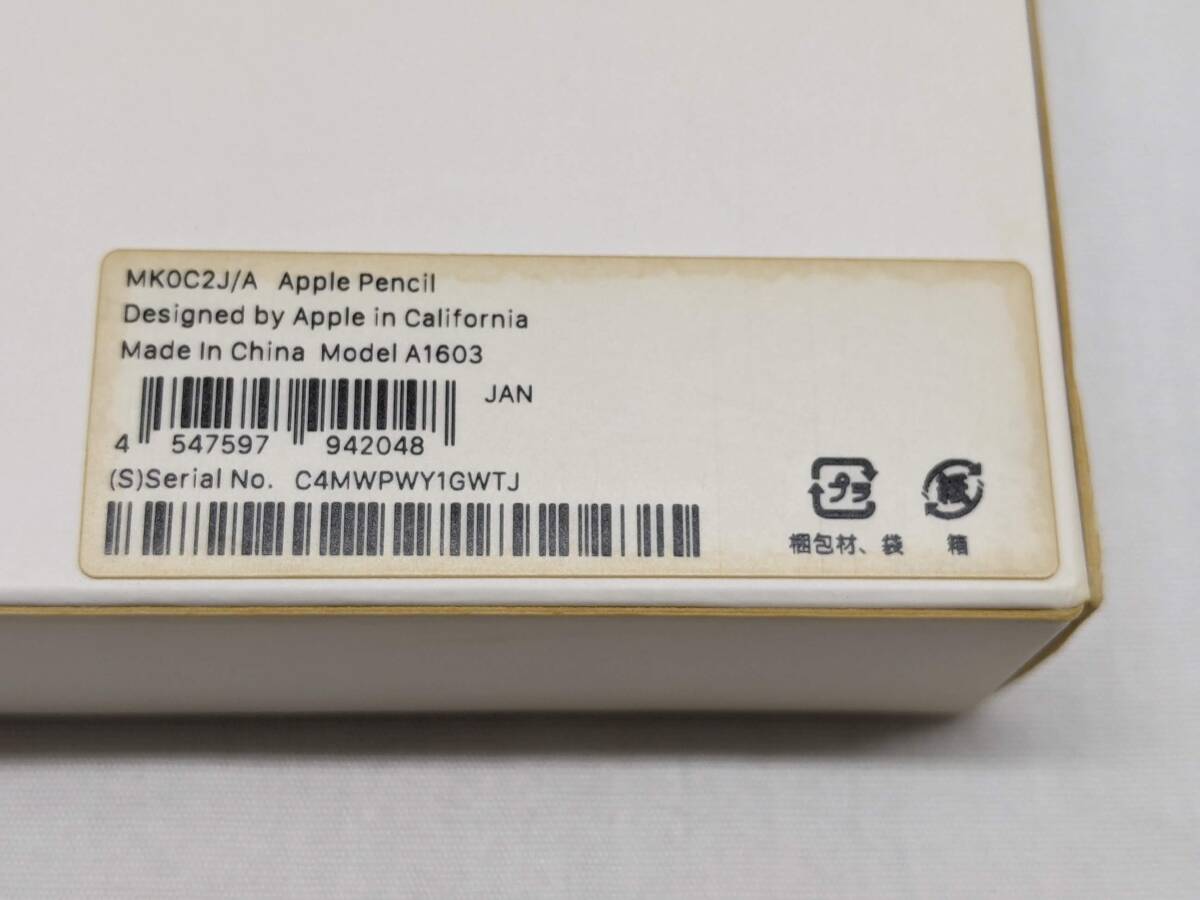 MK0C2J/A Apple Pencil
Designed by Apple in California
Made In China Model A1603
JAN
4 547597 942048
(S)Serial No. C4MWPWY1GWTJ
プラ 紙
梱包材、袋 箱